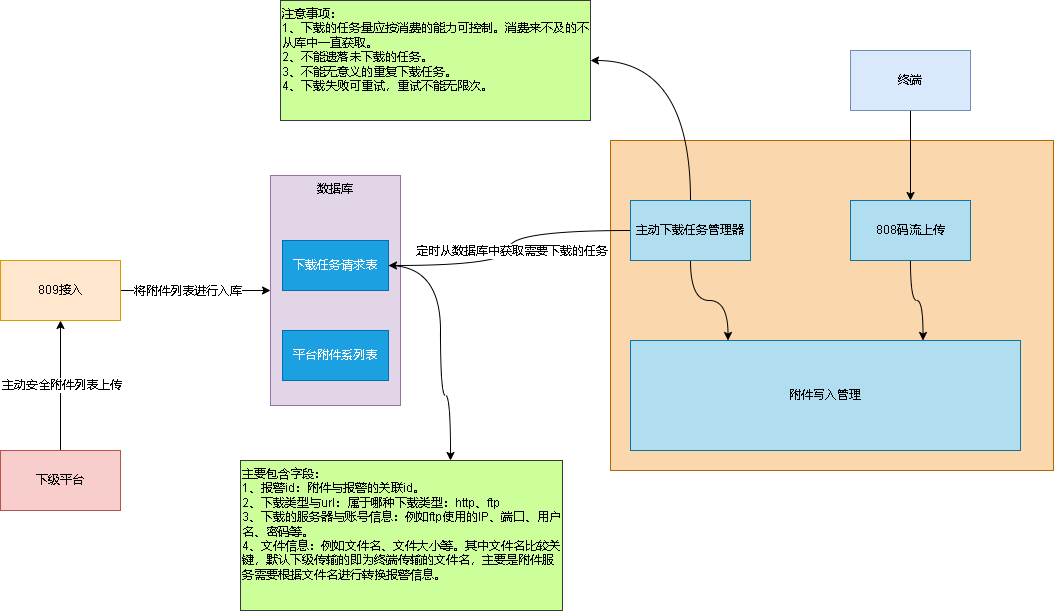 注意事项：
1、下载的任务量应按消费的能力可控制。消费来不及的不
从库中一直获取。
2、不能遗落未下载的任务。
3、不能无意义的重复下载任务。
4、下载失败可重试，重试不能无限次。
终端
数据库
主动下载任务管理器
808码流上传
定时从数据库中获取需要下载的任务
下载任务请求表
809接入
将附件列表进行入库
平台附件系列表
主动安全附件列表上传
附件写入管理
下级平台
主要包含字段：
1、报警id：附件与报警的关联id。
2、下载类型与url：属于哪种下载类型：http、ftp
3、下载的服务器与账号信息：例如ftp使用的IP、端口、用户
名、密码等。
4、文件信息：例如文件名、文件大小等。其中文件名比较关
键，默认下级传输的即为终端传输的文件名，主要是附件服
务需要根据文件名进行转换报警信息。